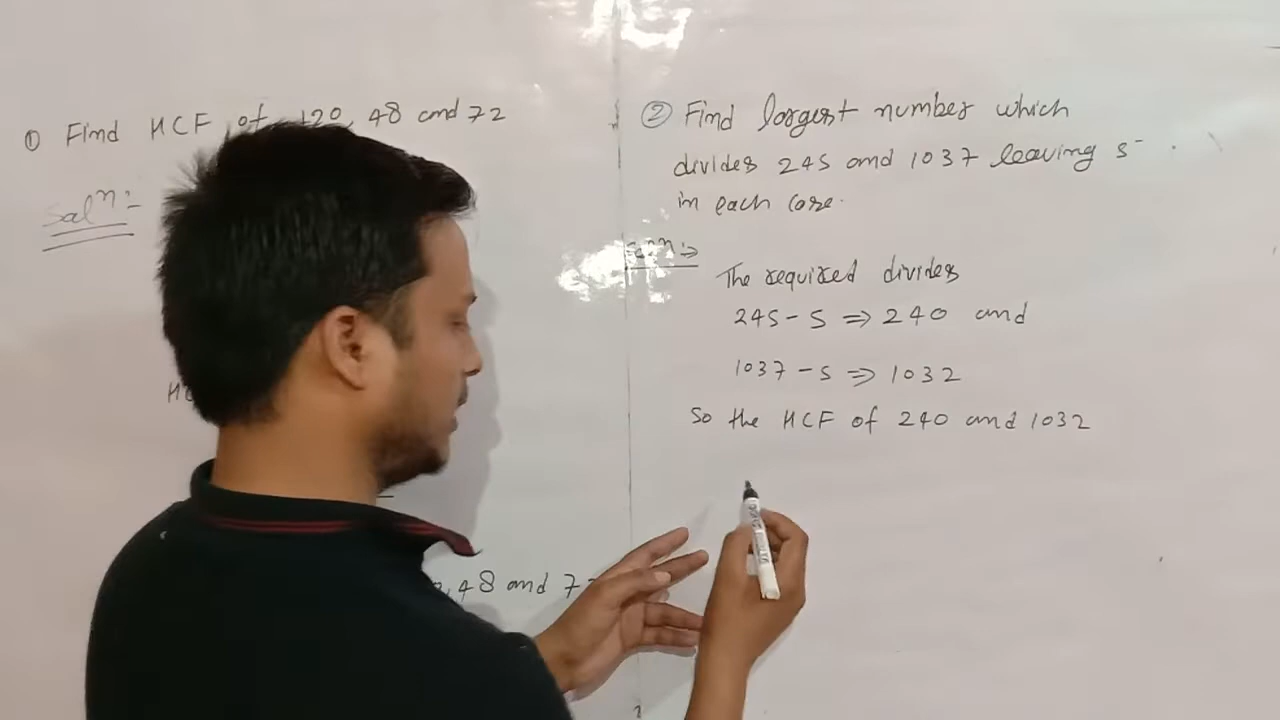 ① Find HCF of 120, 48 and 72
Solⁿ:-
48 and 7
② Find largest number which
divides 245 and 1037 leaving 5
in each case.
Solⁿ:⇒
The required divides
245 - 5 ⇒ 240 and
1037 - 5 ⇒ 1032
So the HCF of 240 and 1032